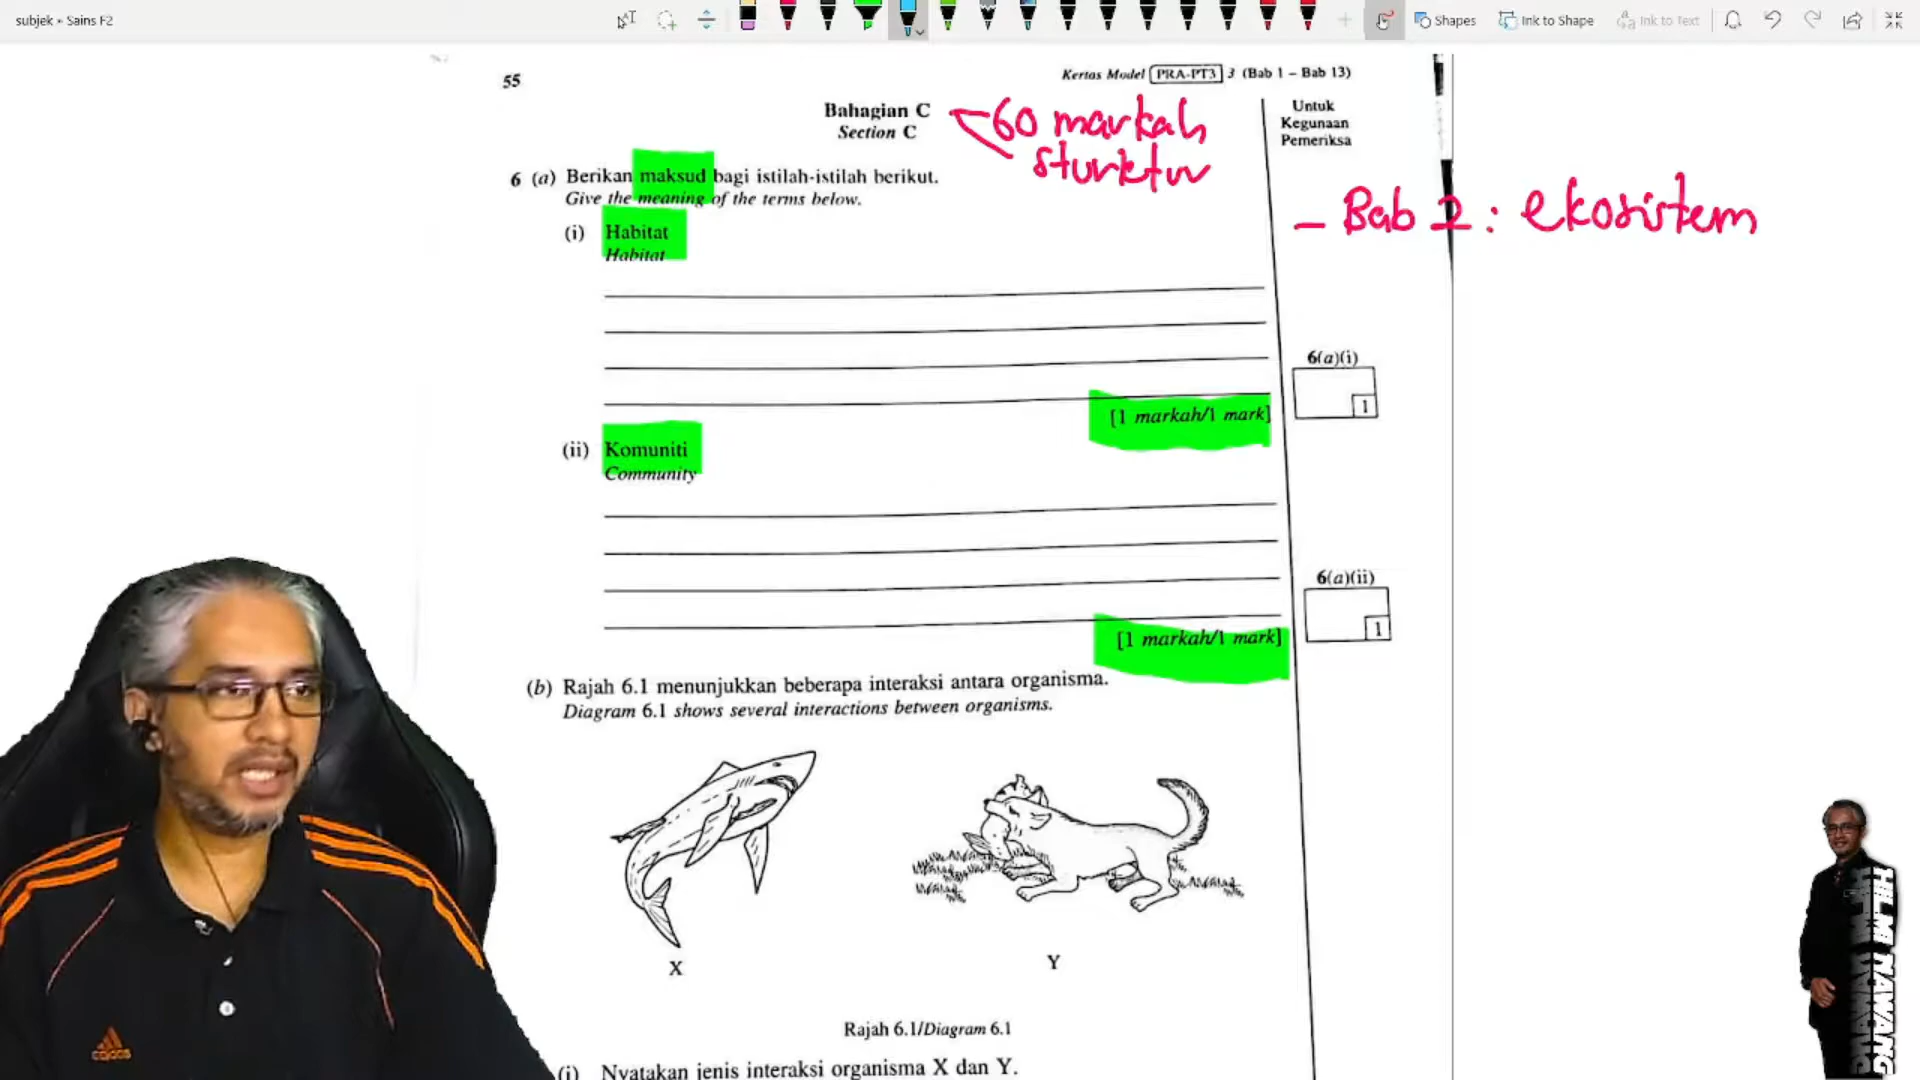 subjek » Sains F2
Shapes
Ink to Shape
Ink to Text
55
Kertas Model PRA-PT3 3 (Bab 1 – Bab 13)
Bahagian C
Section C
60 markah
sturktur
Untuk
Kegunaan
Pemeriksa
6 (a) Berikan maksud bagi istilah-istilah berikut.
Give the meaning of the terms below.
– Bab 2 : ekosistem
(i) Habitat
Habitat
6(a)(i)
[1 markah/1 mark]
1
(ii) Komuniti
Community
6(a)(ii)
[1 markah/1 mark]
1
(b) Rajah 6.1 menunjukkan beberapa interaksi antara organisma.
Diagram 6.1 shows several interactions between organisms.
X
Y
Rajah 6.1/Diagram 6.1
(i) Nyatakan jenis interaksi organisma X dan Y.
adidas
HILMI NAWANG